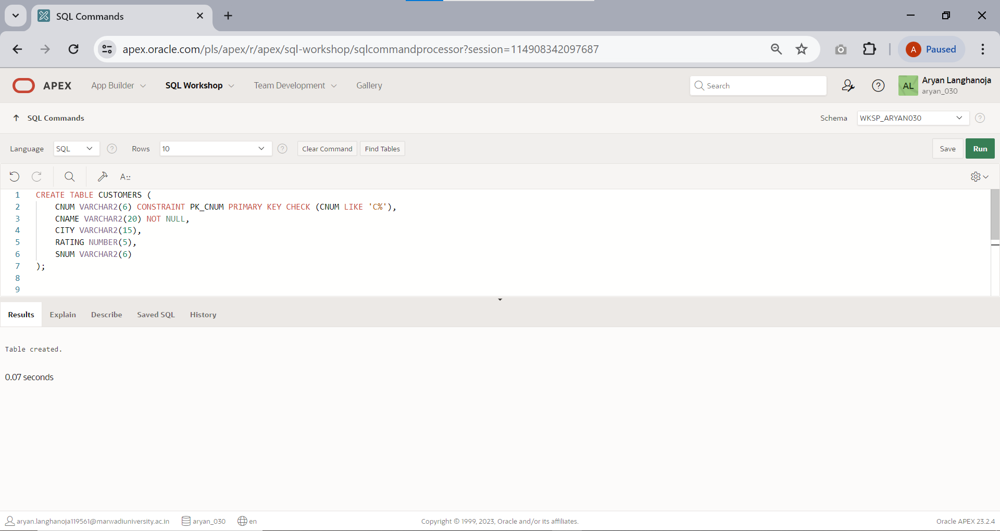 SQL Commands
apex.oracle.com/pls/apex/r/apex/sql-workshop/sqlcommandprocessor?session=114908342097687
A Paused
APEX App Builder SQL Workshop Team Development Gallery Search AL Aryan Langhanoja
aryan_030
SQL Commands Schema WKSP_ARYAN030
Language SQL Rows 10 Clear Command Find Tables Save Run
A::
1 CREATE TABLE CUSTOMERS (
2 CNUM VARCHAR2(6) CONSTRAINT PK_CNUM PRIMARY KEY CHECK (CNUM LIKE 'C%'),
3 CNAME VARCHAR2(20) NOT NULL,
4 CITY VARCHAR2(15),
5 RATING NUMBER(5),
6 SNUM VARCHAR2(6)
7 );
8
9
Results Explain Describe Saved SQL History
Table created.
0.07 seconds
aryan.langhanoja119561@marwadiuniversity.ac.in aryan_030 en Copyright © 1999, 2023, Oracle and/or its affiliates. Oracle APEX 23.2.4